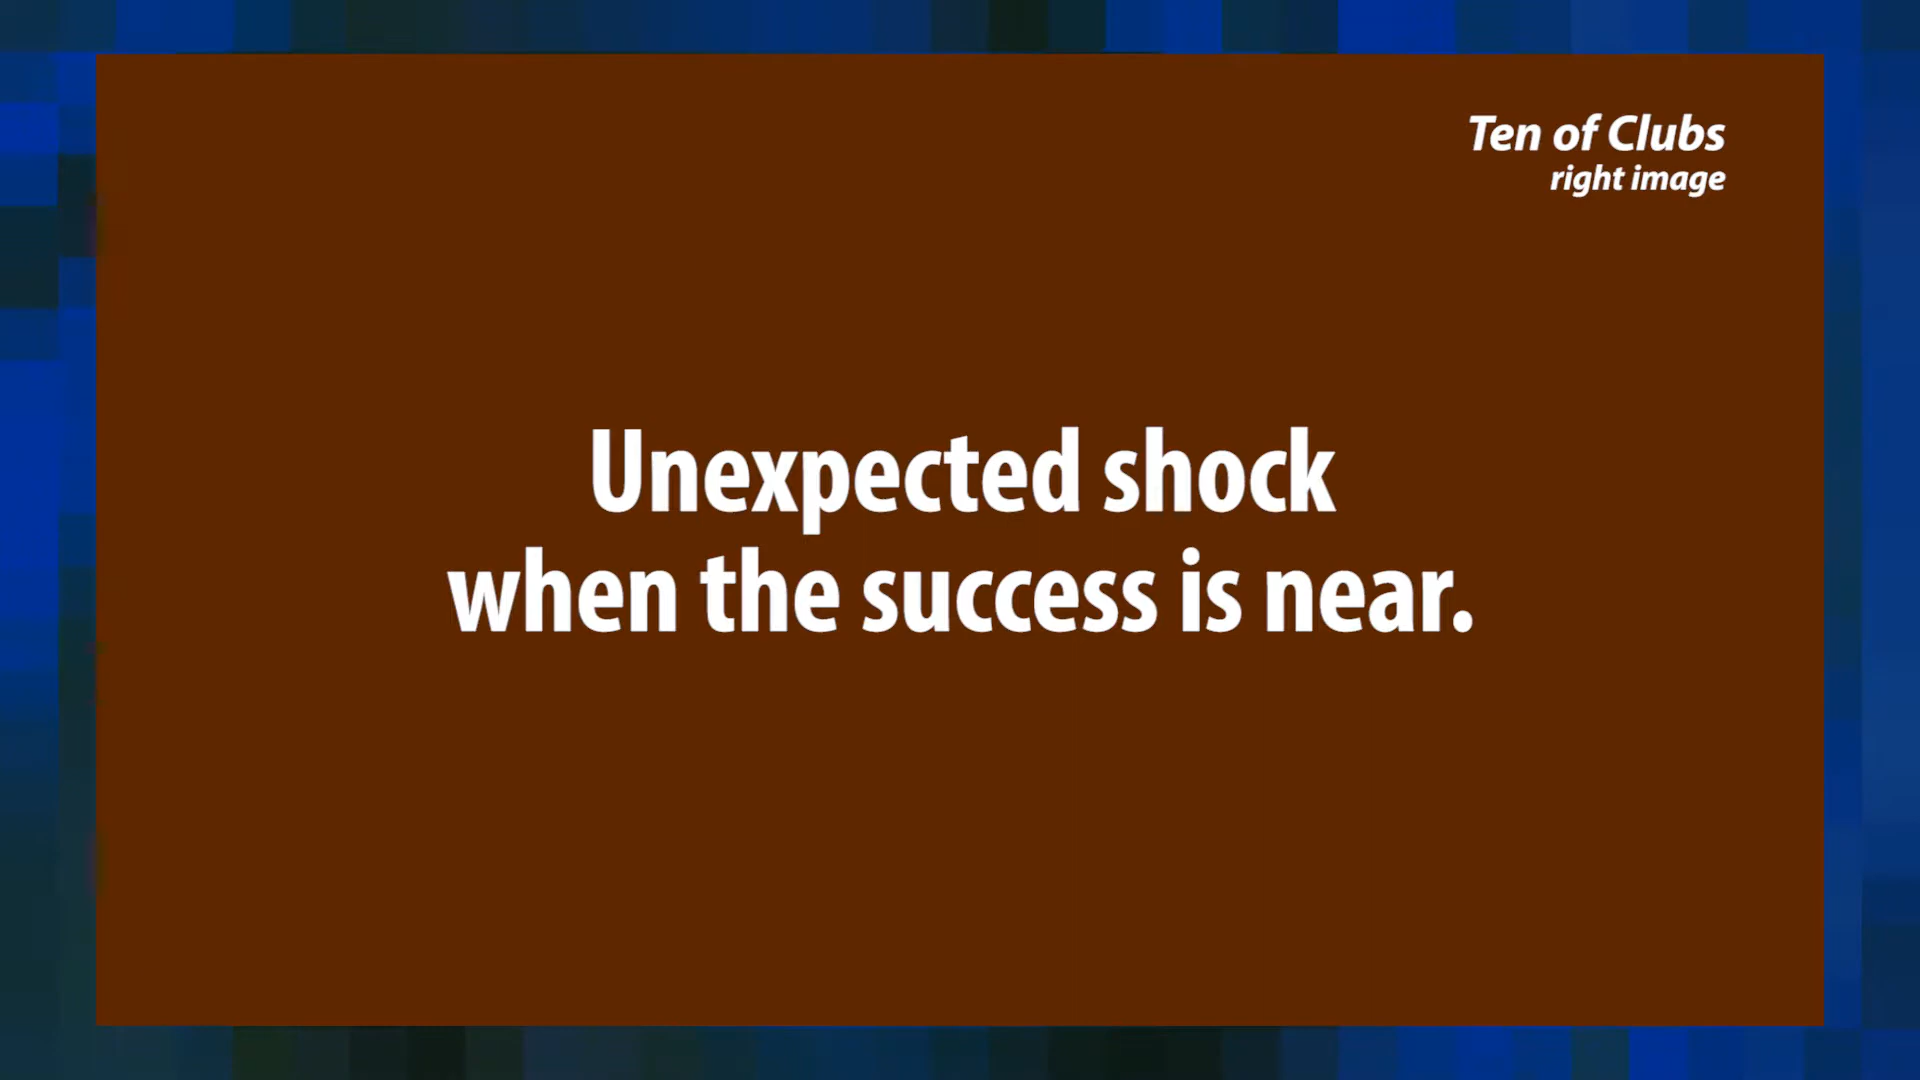 Ten of Clubs
right image
Unexpected shock
when the success is near.